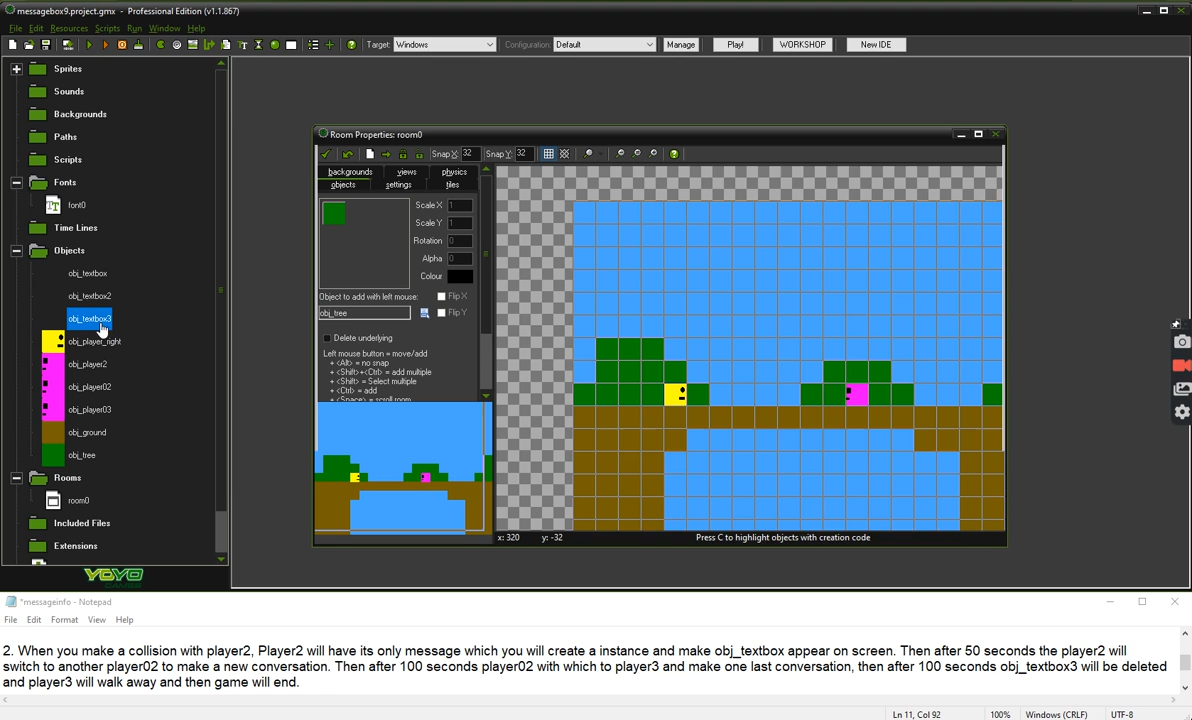 messagebox9.project.gmx - Professional Edition (v1.1.867)
File Edit Resources Scripts Run Window Help
Target: Windows Configuration: Default Manage Play! WORKSHOP New IDE
Sprites
Sounds
Backgrounds
Paths
Scripts
Fonts
font0
Time Lines
Objects
obj_textbox
obj_textbox2
obj_textbox3
obj_player_right
obj_player2
obj_player02
obj_player03
obj_ground
obj_tree
Rooms
room0
Included Files
Extensions
YOYO
GAMES
Room Properties: room0
Snap X: 32 Snap Y: 32
backgrounds views physics
objects settings tiles
Scale X 1
Scale Y 1
Rotation 0
Alpha 0
Colour
Object to add with left mouse: Flip X
obj_tree Flip Y
Delete underlying
Left mouse button = move/add
+ <Alt> = no snap
+ <Shift>+<Ctrl> = add multiple
+ <Shift> = Select multiple
+ <Ctrl> = add
+ <Space> = scroll room
x: 320 y: -32 Press C to highlight objects with creation code
*messageinfo - Notepad
File Edit Format View Help
2. When you make a collision with player2, Player2 will have its only message which you will create a instance and make obj_textbox appear on screen. Then after 50 seconds the player2 will
switch to another player02 to make a new conversation. Then after 100 seconds player02 with which to player3 and make one last conversation, then after 100 seconds obj_textbox3 will be deleted
and player3 will walk away and then game will end.
Ln 11, Col 92 100% Windows (CRLF) UTF-8